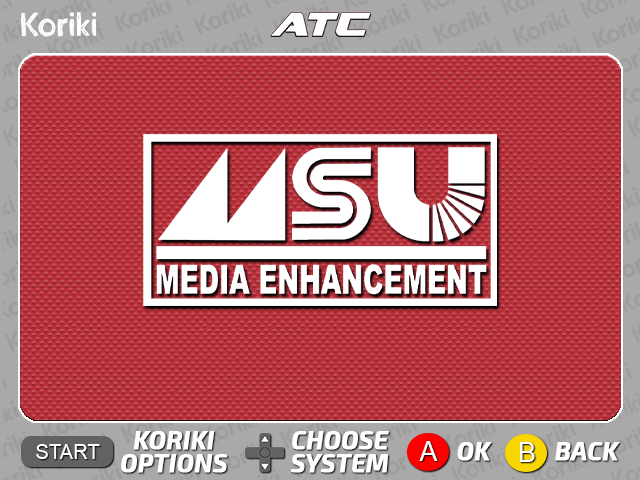 Koriki
ATC
MSU
MEDIA ENHANCEMENT
START
KORIKI
OPTIONS
CHOOSE
SYSTEM
A
OK
B
BACK